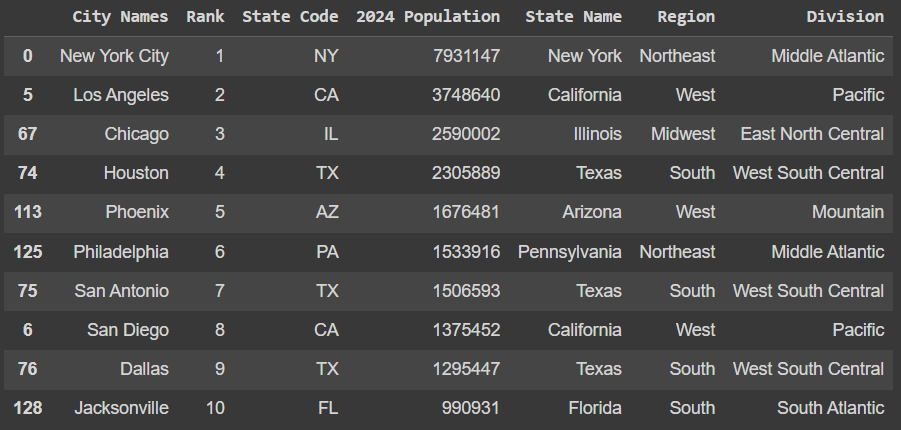 City Names Rank State Code 2024 Population State Name Region Division
0 New York City 1 NY 7931147 New York Northeast Middle Atlantic
5 Los Angeles 2 CA 3748640 California West Pacific
67 Chicago 3 IL 2590002 Illinois Midwest East North Central
74 Houston 4 TX 2305889 Texas South West South Central
113 Phoenix 5 AZ 1676481 Arizona West Mountain
125 Philadelphia 6 PA 1533916 Pennsylvania Northeast Middle Atlantic
75 San Antonio 7 TX 1506593 Texas South West South Central
6 San Diego 8 CA 1375452 California West Pacific
76 Dallas 9 TX 1295447 Texas South West South Central
128 Jacksonville 10 FL 990931 Florida South South Atlantic